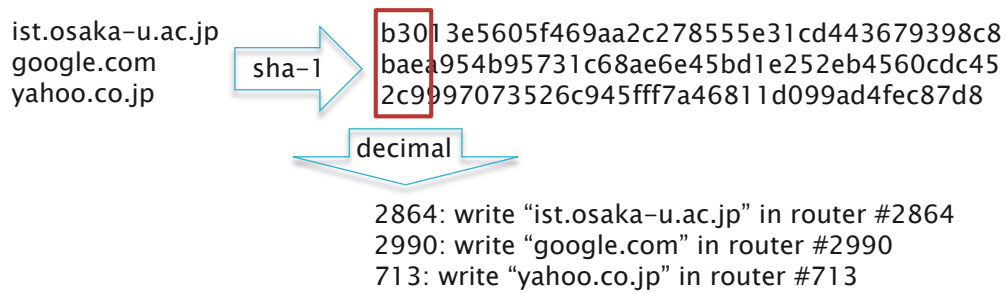 ist.osaka-u.ac.jp
google.com
yahoo.co.jp
sha-1
b3013e5605f469aa2c278555e31cd443679398c8
baea954b95731c68ae6e45bd1e252eb4560cdc45
2c9997073526c945fff7a46811d099ad4fec87d8
decimal
2864: write “ist.osaka-u.ac.jp” in router #2864
2990: write “google.com” in router #2990
713: write “yahoo.co.jp” in router #713